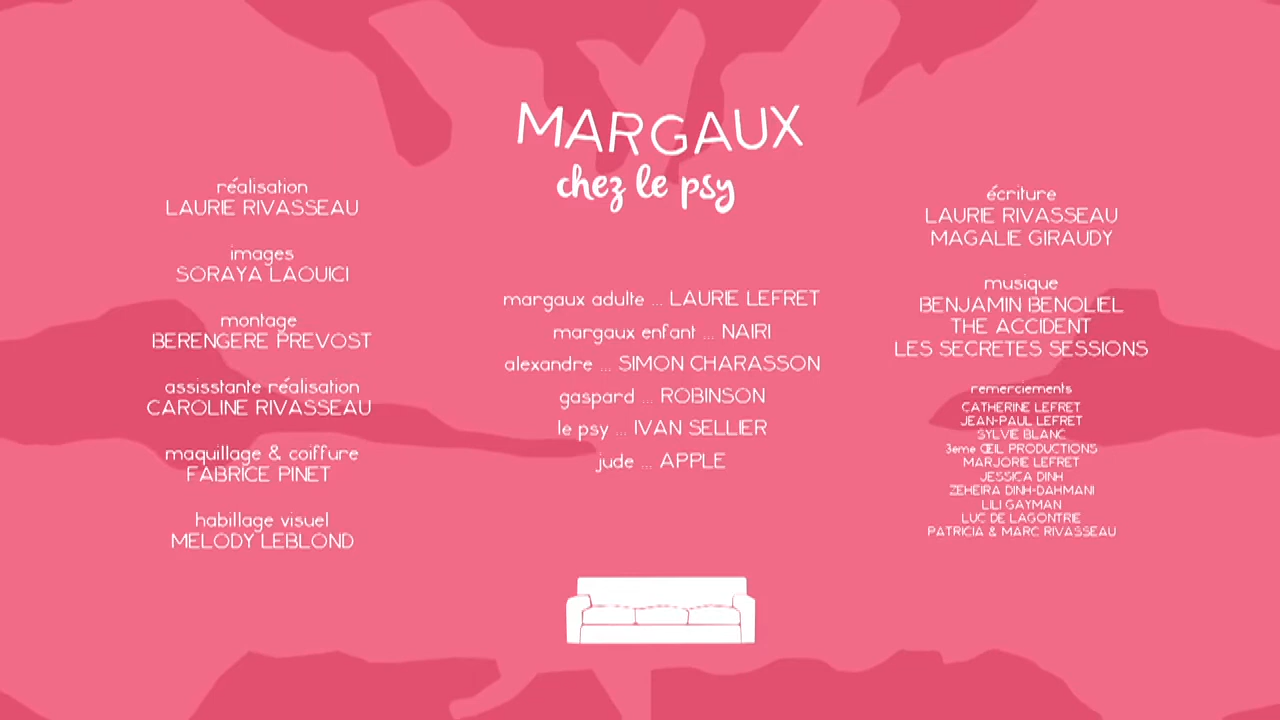 MARGAUX
chez le psy
réalisation
LAURIE RIVASSEAU
images
SORAYA LAOUICI
montage
BERENGERE PREVOST
assisstante réalisation
CAROLINE RIVASSEAU
maquillage & coiffure
FABRICE PINET
habillage visuel
MELODY LEBLOND
margaux adulte ... LAURIE LEFRET
margaux enfant ... NAIRI
alexandre ... SIMON CHARASSON
gaspard ... ROBINSON
le psy ... IVAN SELLIER
jude ... APPLE
écriture
LAURIE RIVASSEAU
MAGALIE GIRAUDY
musique
BENJAMIN BENOLIEL
THE ACCIDENT
LES SECRETES SESSIONS
remerciements
CATHERINE LEFRET
JEAN-PAUL LEFRET
SYLVIE BLANC
3eme ŒIL PRODUCTIONS
MARJORIE LEFRET
JESSICA DINH
ZEHEIRA DINH-DAHMANI
LILI GAYMAN
LUC DE LAGONTRIE
PATRICIA & MARC RIVASSEAU